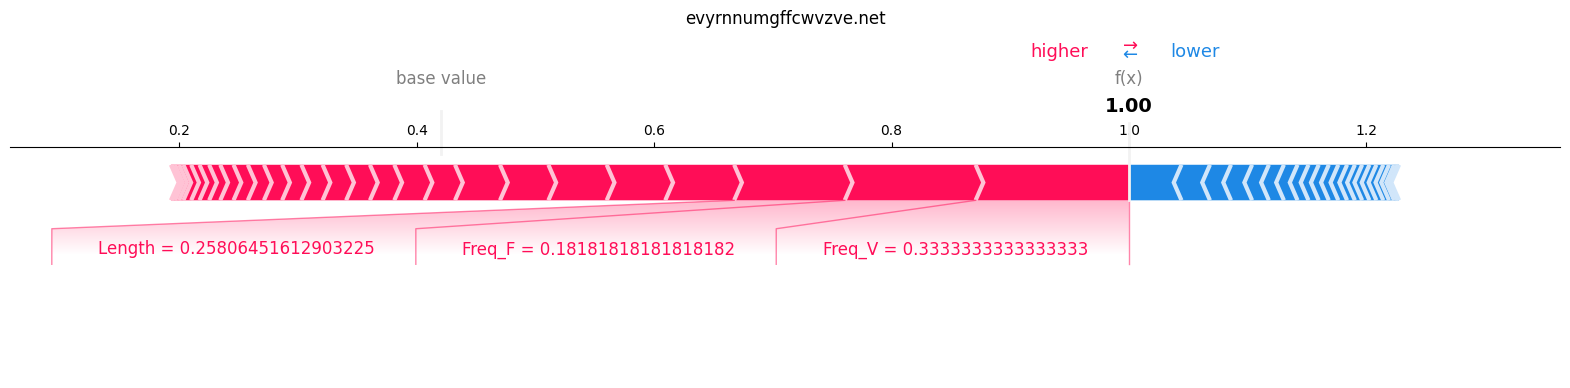 evyrnnumgffcwvzve.net
higher ⇄ lower
base value f(x)
1.00
0.2 0.4 0.6 0.8 1.0 1.2
Length = 0.25806451612903225 Freq_F = 0.18181818181818182 Freq_V = 0.3333333333333333